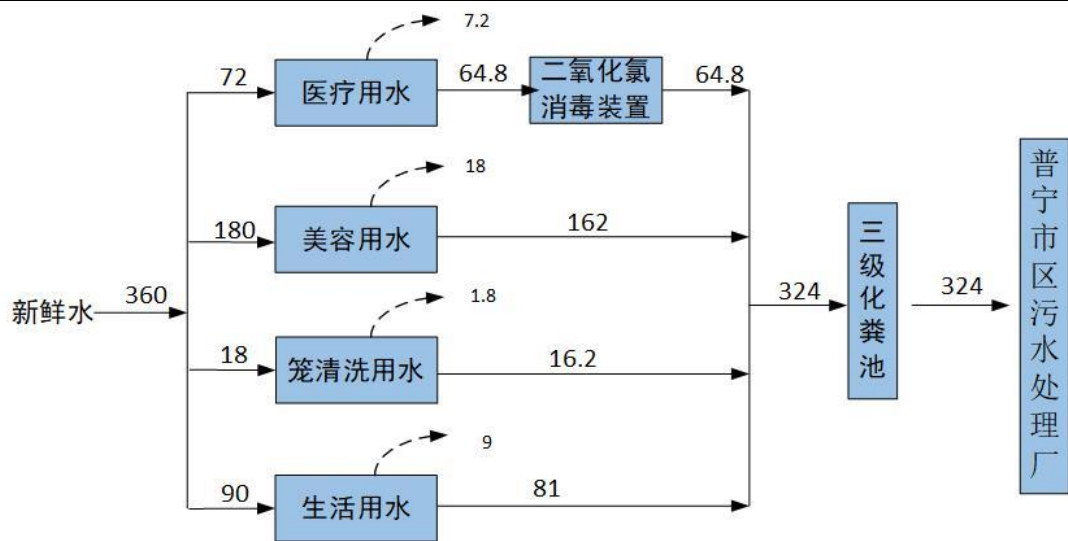 7.2
72
医疗用水
64.8
二氧化氯
消毒装置
64.8
18
180
美容用水
162
新鲜水
360
1.8
18
笼清洗用水
16.2
9
90
生活用水
81
324
三级化粪池
324
普宁市区污水处理厂